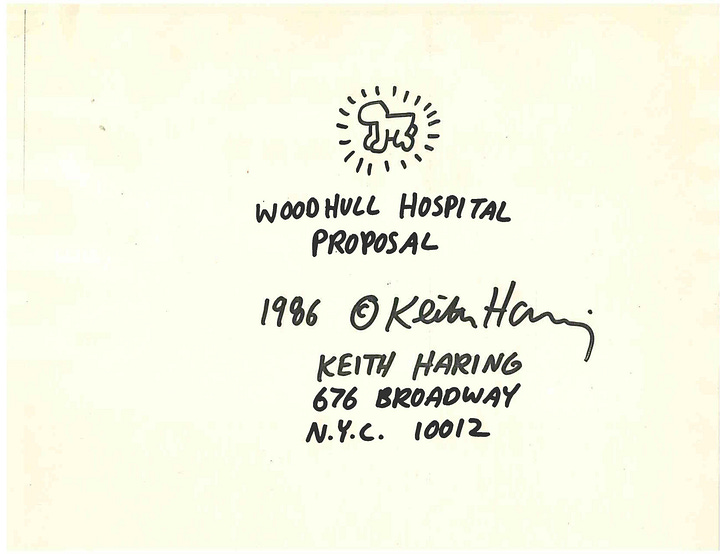 WOODHULL HOSPITAL
PROPOSAL
1986 © Keith Haring
KEITH HARING
676 BROADWAY
N.Y.C. 10012